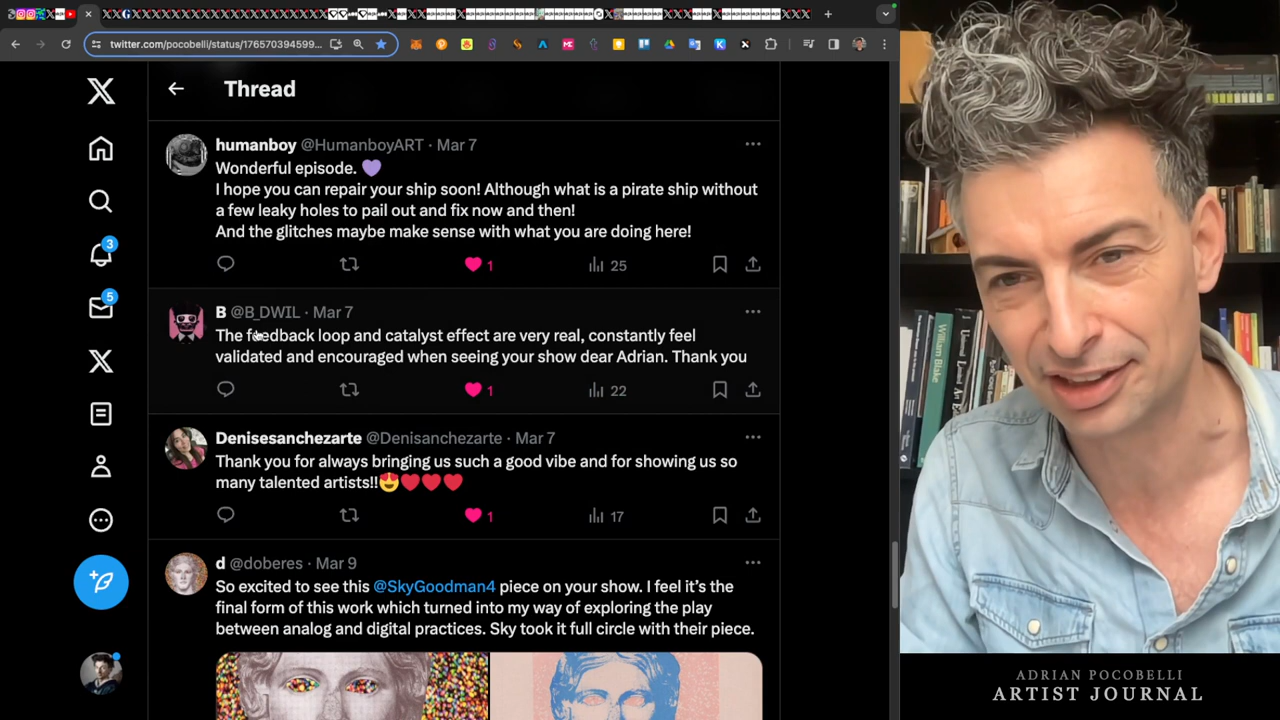 twitter.com/pocobelli/status/176570394599...
Thread
humanboy @HumanboyART · Mar 7
Wonderful episode. 💜
I hope you can repair your ship soon! Although what is a pirate ship without
a few leaky holes to pail out and fix now and then!
And the glitches maybe make sense with what you are doing here!
1
25
3
B @B_DWIL · Mar 7
The feedback loop and catalyst effect are very real, constantly feel
validated and encouraged when seeing your show dear Adrian. Thank you
1
22
5
Denisesanchezarte @Denisanchezarte · Mar 7
Thank you for always bringing us such a good vibe and for showing us so
many talented artists!!😍❤️❤️❤️
1
17
d @doberes · Mar 9
So excited to see this @SkyGoodman4 piece on your show. I feel it's the
final form of this work which turned into my way of exploring the play
between analog and digital practices. Sky took it full circle with their piece.
William Blake
ADRIAN POCOBELLI
ARTIST JOURNAL